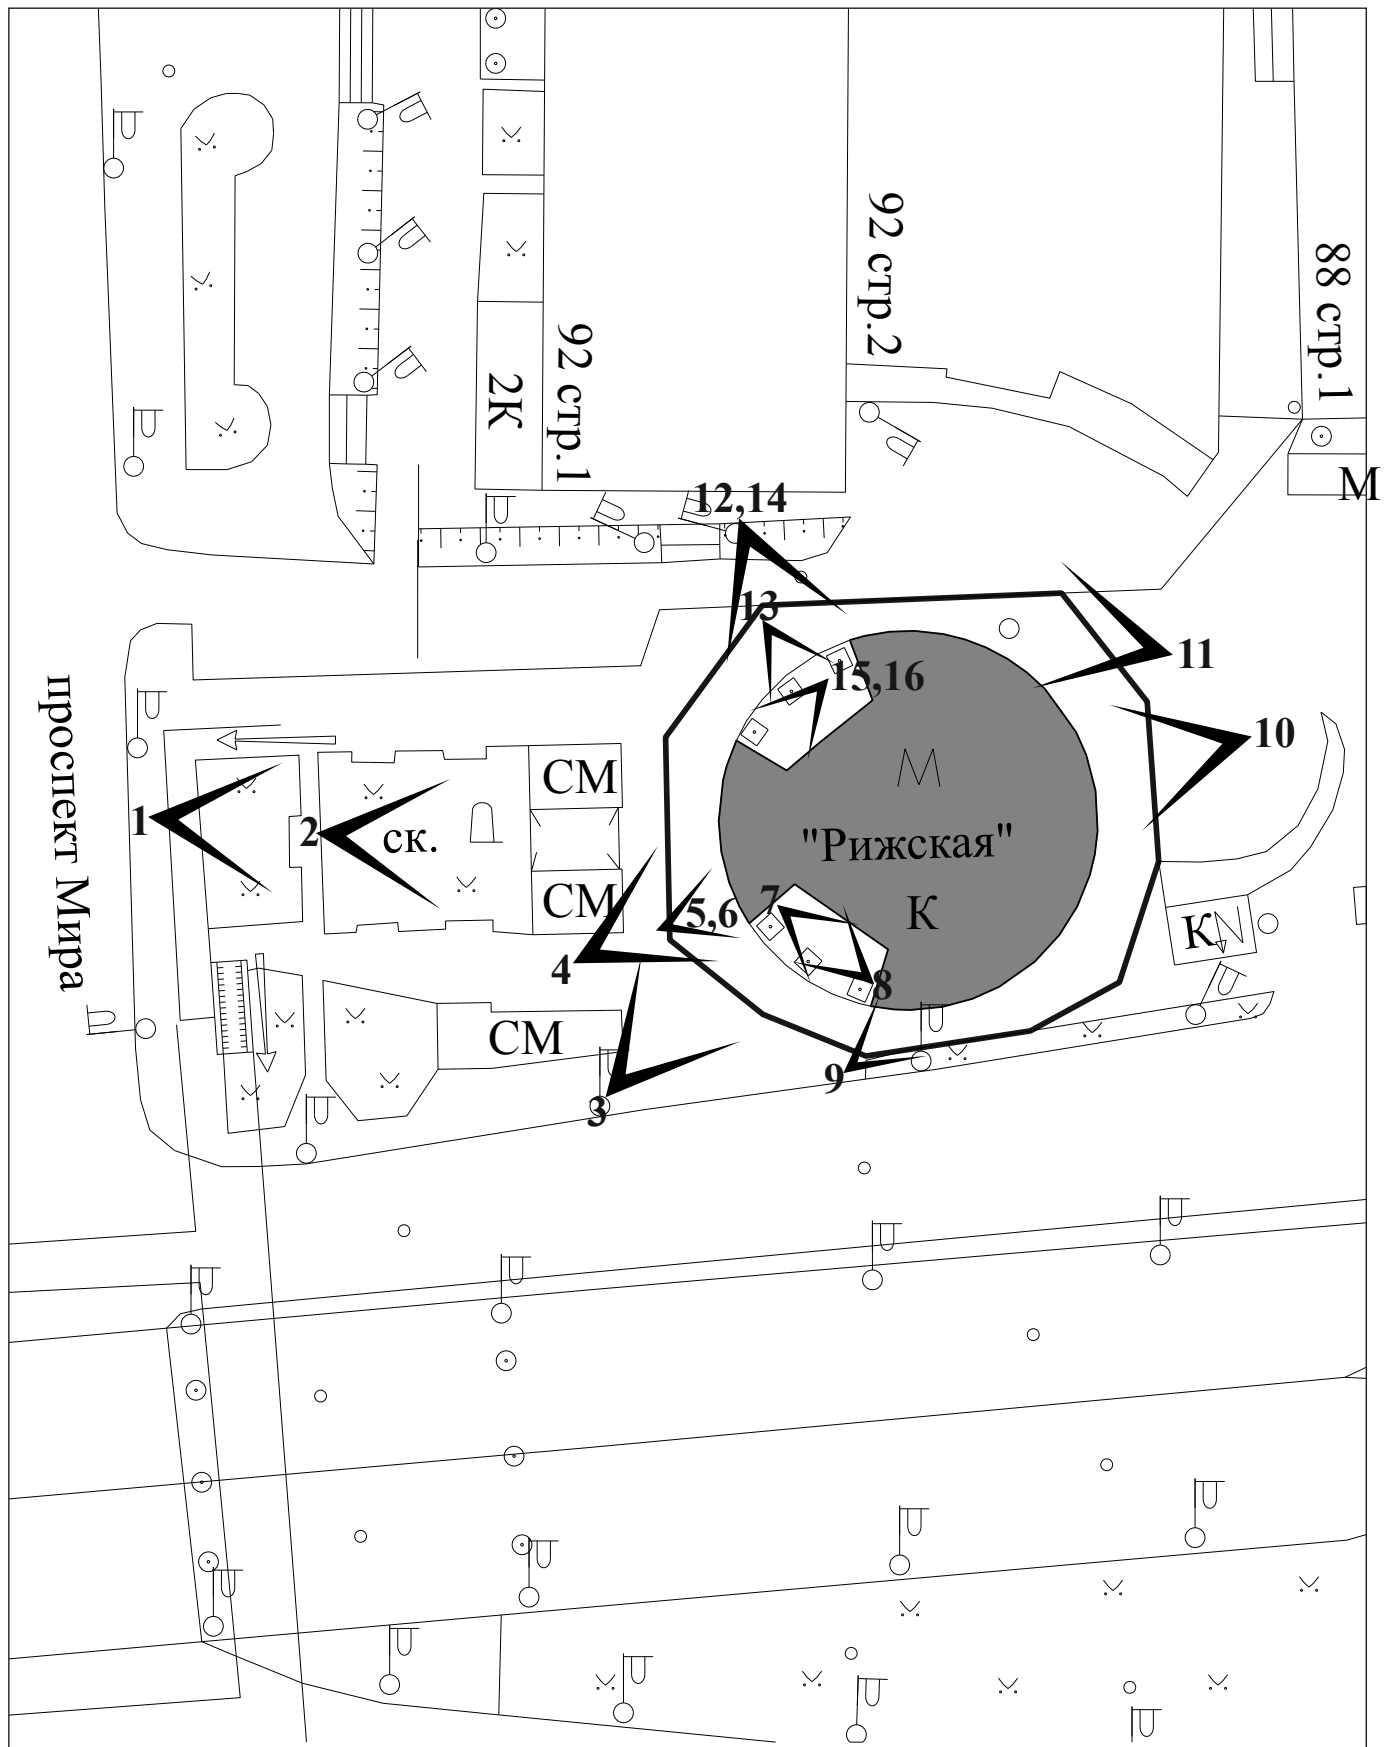 92 стр.2
88 стр.1
92 стр.1
2К
М
12,14
13
11
15,16
проспект Мира
10
СМ
М
1
2
ск.
"Рижская"
СМ
5,6
7
К
К
4
8
СМ
9
3